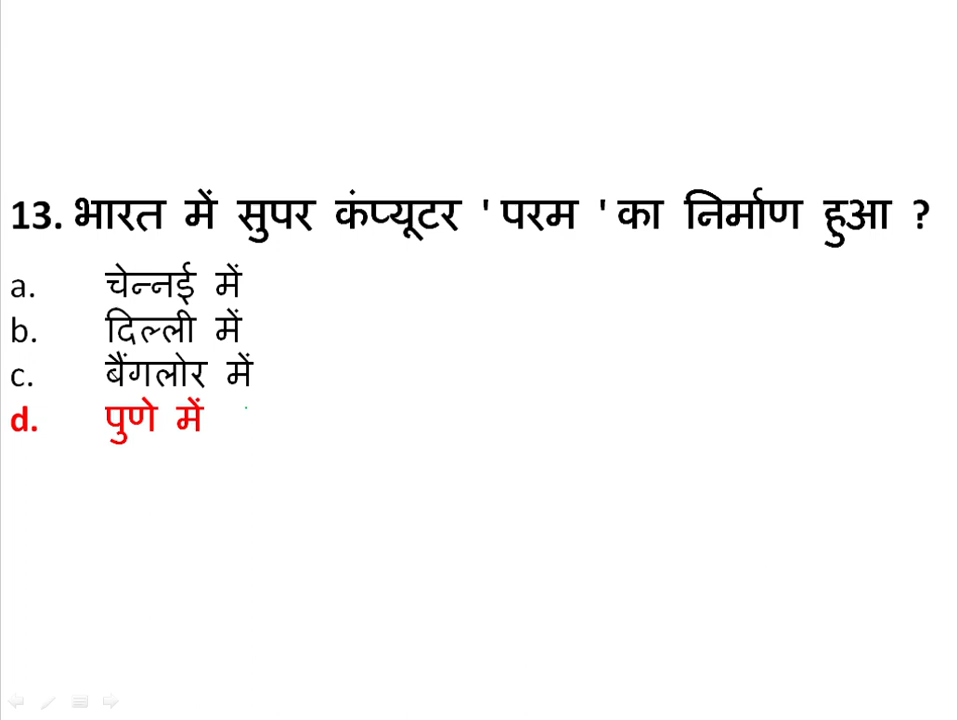 13. भारत में सुपर कंप्यूटर ' परम ' का निर्माण हुआ ?
a. चेन्नई में
b. दिल्ली में
c. बैंगलोर में
d. पुणे में